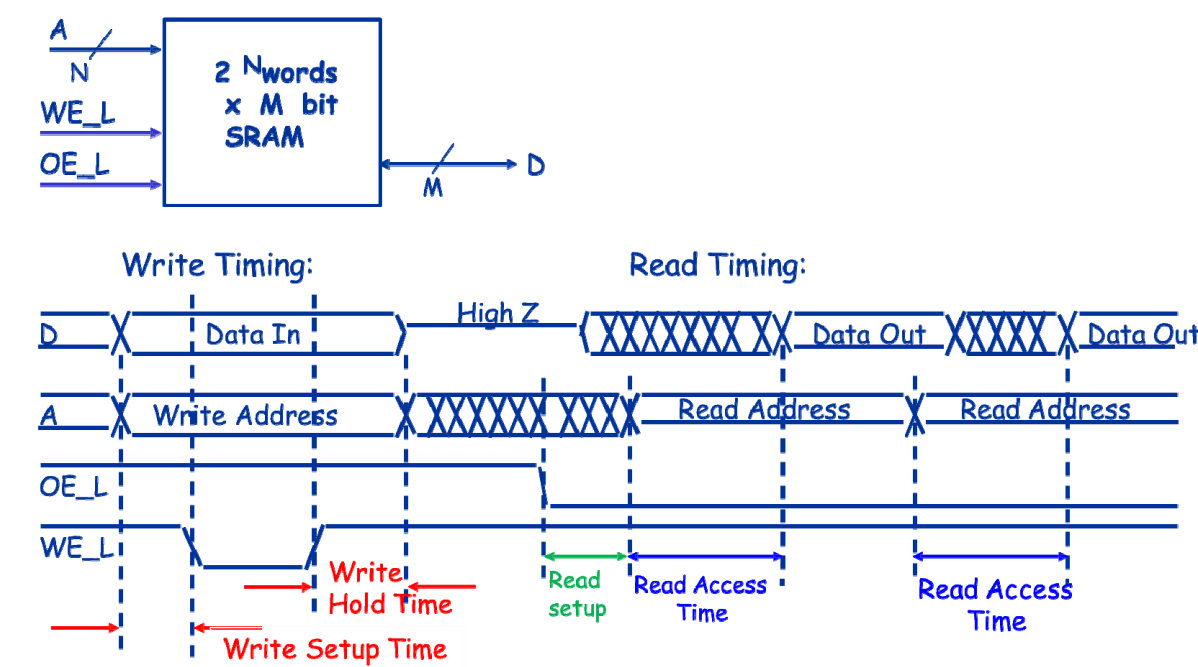 A
N
WE_L
OE_L
2 N words
x M bit
SRAM
M
D
Write Timing:
Read Timing:
D
Data In
High Z
Data Out
Data Out
A
Write Address
Read Address
Read Address
OE_L
WE_L
Write
Hold Time
Write Setup Time
Read
setup
Read Access
Time
Read Access
Time